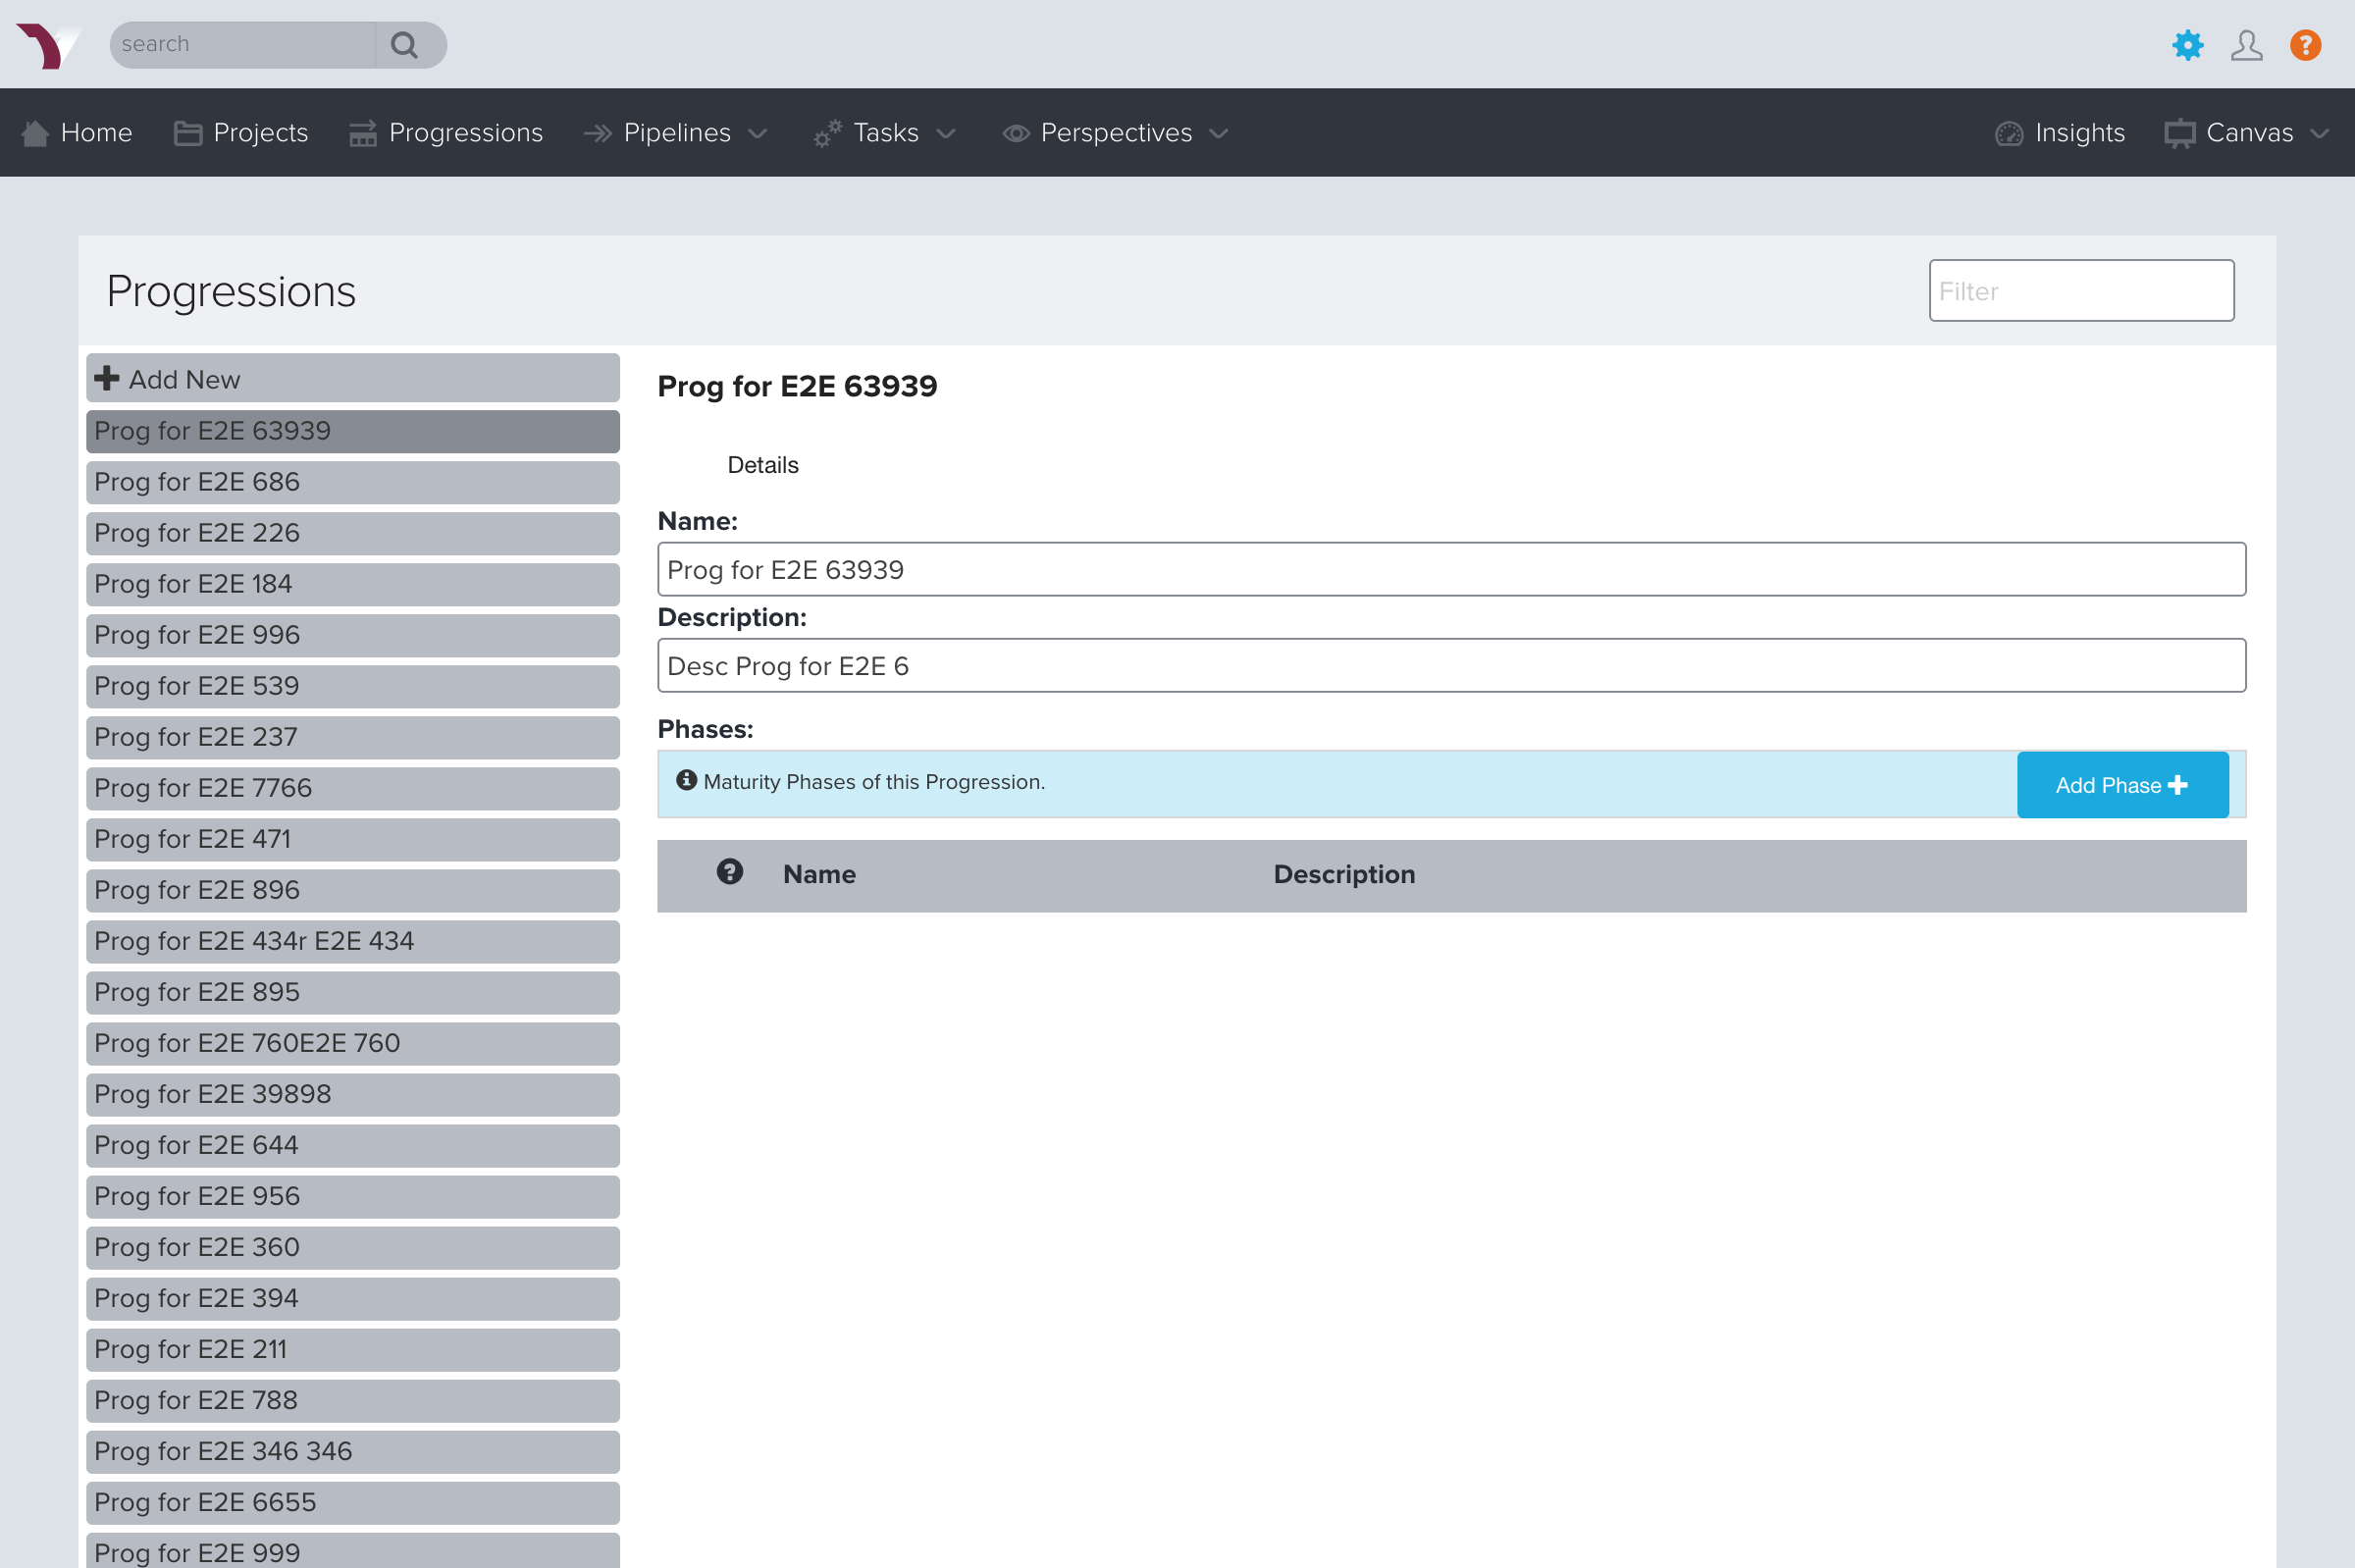 search
Home Projects Progressions Pipelines Tasks Perspectives Insights Canvas
Progressions
Filter
Add New
Prog for E2E 63939
Prog for E2E 686
Prog for E2E 226
Prog for E2E 184
Prog for E2E 996
Prog for E2E 539
Prog for E2E 237
Prog for E2E 7766
Prog for E2E 471
Prog for E2E 896
Prog for E2E 434r E2E 434
Prog for E2E 895
Prog for E2E 760E2E 760
Prog for E2E 39898
Prog for E2E 644
Prog for E2E 956
Prog for E2E 360
Prog for E2E 394
Prog for E2E 211
Prog for E2E 788
Prog for E2E 346 346
Prog for E2E 6655
Prog for E2E 999
Prog for E2E 63939
Details
Name:
Prog for E2E 63939
Description:
Desc Prog for E2E 6
Phases:
Maturity Phases of this Progression.
Add Phase
Name Description